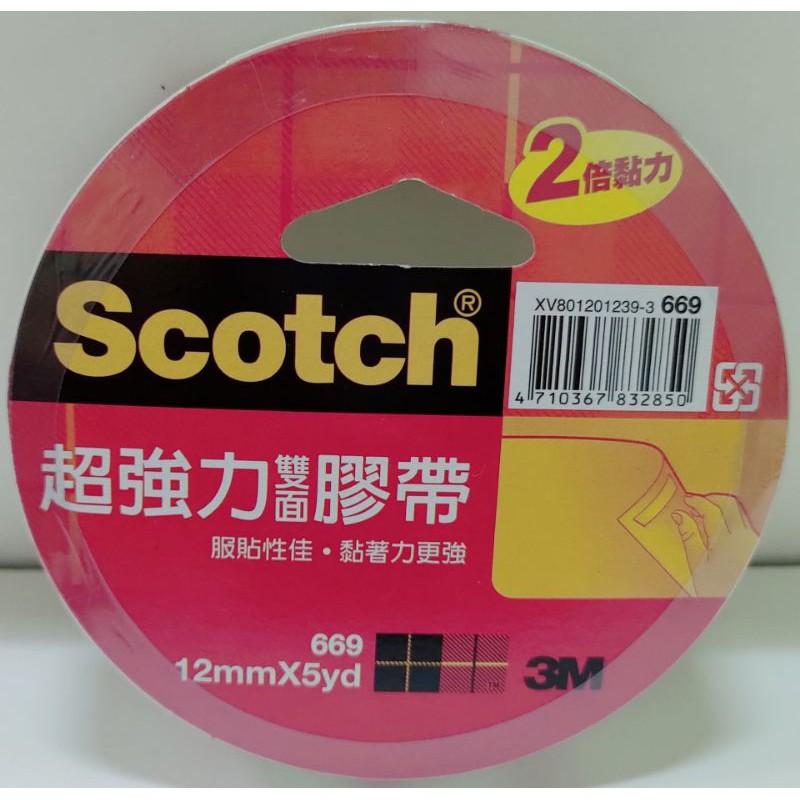 2倍黏力
Scotch®
XV801201239-3 669
4 710367 832850
超強力雙面膠帶
服貼性佳・黏著力更強
669
12mmX5yd
TM
3M